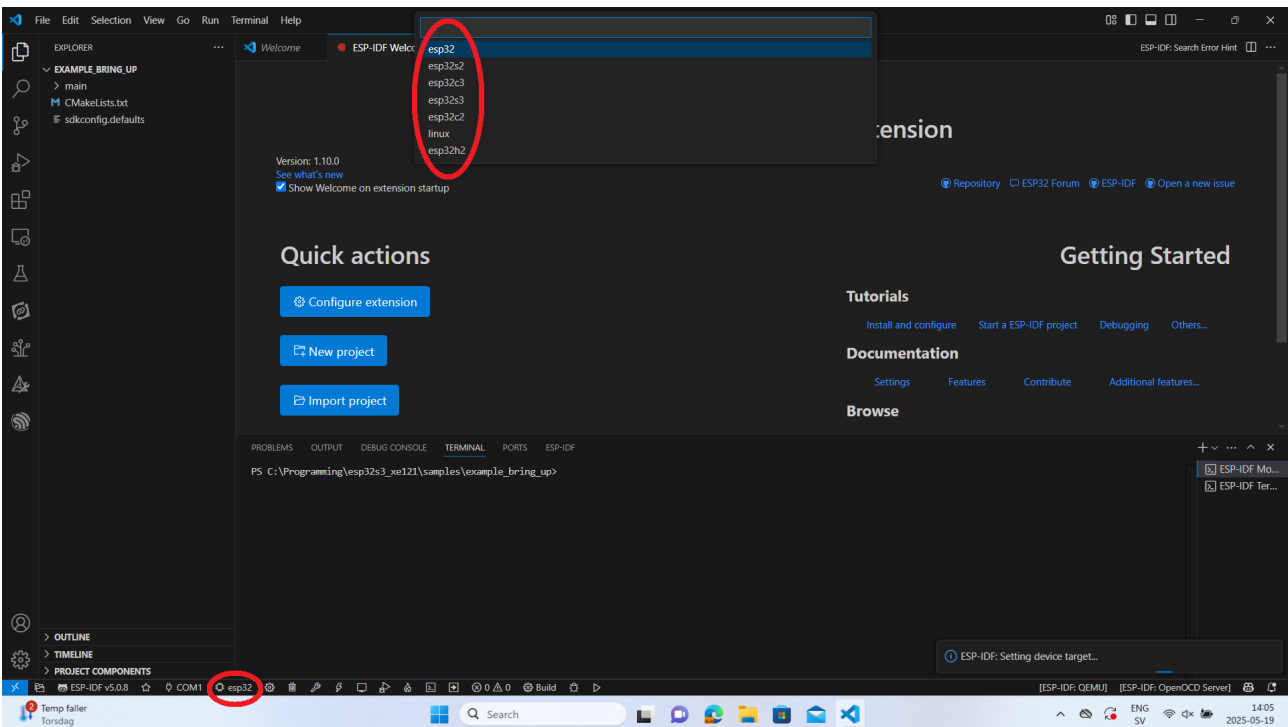 File Edit Selection View Go Run Terminal Help
EXPLORER
EXAMPLE_BRING_UP
main
CMakeLists.txt
sdkconfig.defaults
Welcome
ESP-IDF Welc
ESP-IDF: Search Error Hint
esp32
esp32s2
esp32c3
esp32s3
esp32c2
linux
esp32h2
tension
Version: 1.10.0
See what's new
Show Welcome on extension startup
Repository ESP32 Forum ESP-IDF Open a new issue
Quick actions
Configure extension
New project
Import project
Getting Started
Tutorials
Install and configure Start a ESP-IDF project Debugging Others...
Documentation
Settings Features Contribute Additional features...
Browse
PROBLEMS OUTPUT DEBUG CONSOLE TERMINAL PORTS ESP-IDF
PS C:\Programming\esp32s3_xe121\samples\example_bring_up>
ESP-IDF Mo...
ESP-IDF Ter...
OUTLINE
TIMELINE
PROJECT COMPONENTS
ESP-IDF: Setting device target...
ESP-IDF v5.0.8 COM1 esp32 0 0 Build
[ESP-IDF: QEMU] [ESP-IDF: OpenOCD Server]
2
Temp faller
Torsdag
Search
ENG
SV
14:05
2025-05-14